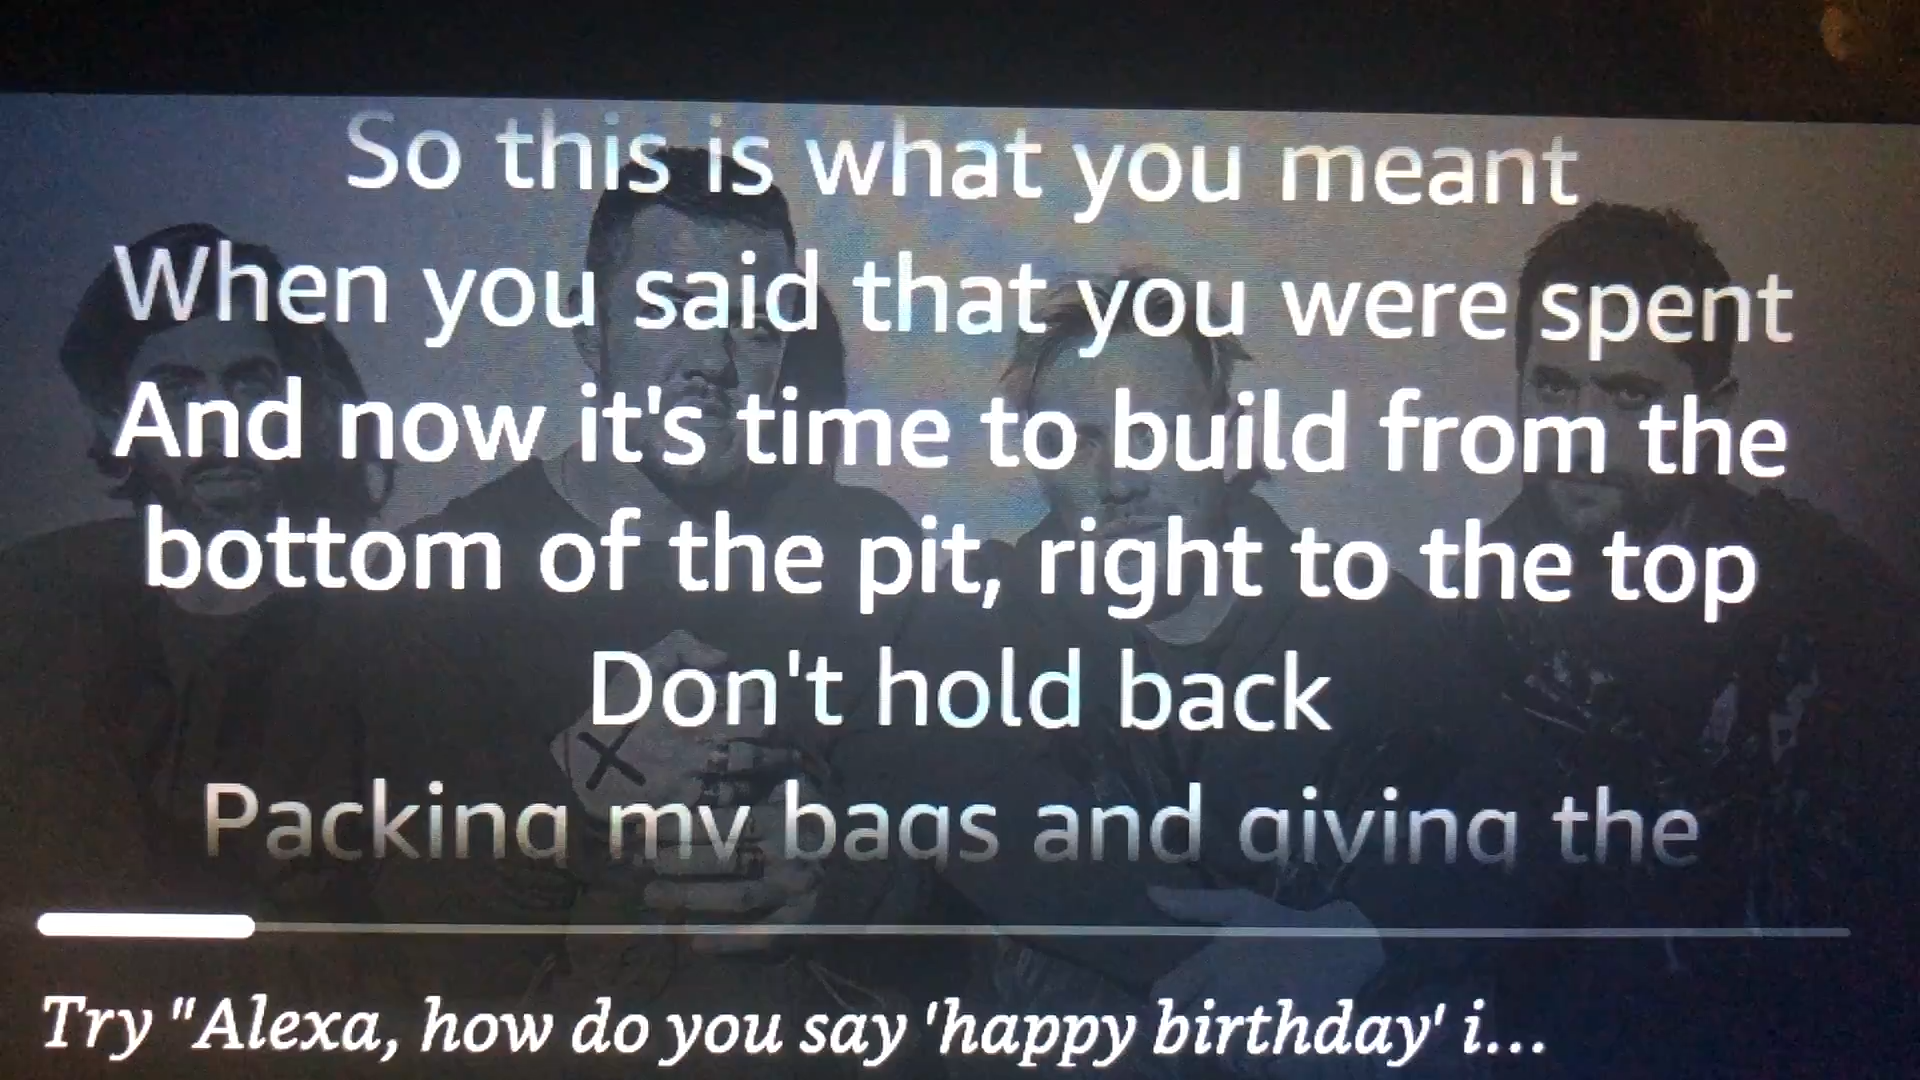 So this is what you meant
When you said that you were spent
And now it's time to build from the
bottom of the pit, right to the top
Don't hold back
Packing my bags and giving the
Try "Alexa, how do you say 'happy birthday' i...